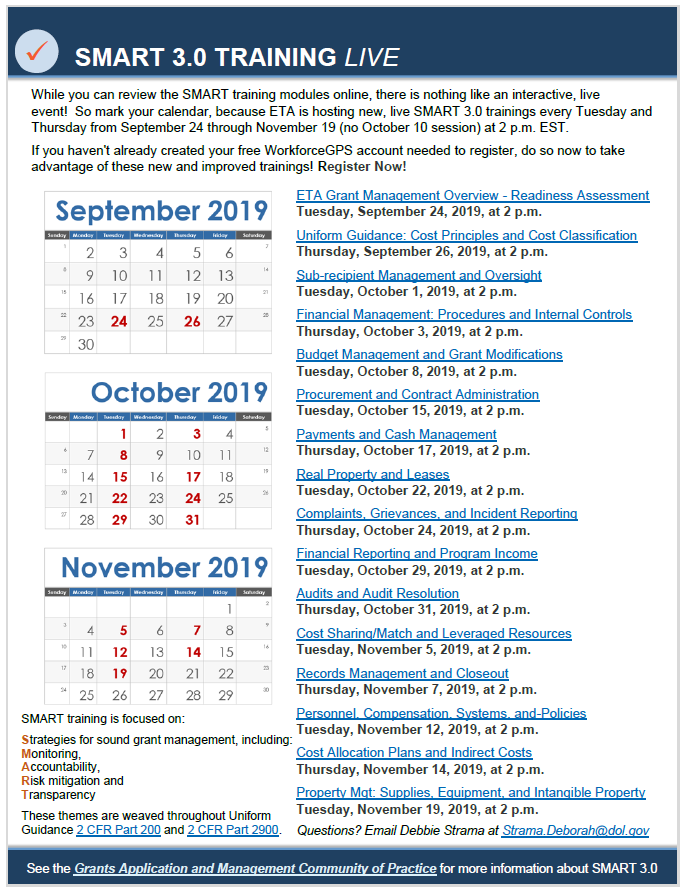 SMART 3.0 TRAINING LIVE
While you can review the SMART training modules online, there is nothing like an interactive, live
event!  So mark your calendar, because ETA is hosting new, live SMART 3.0 trainings every Tuesday and
Thursday from September 24 through November 19 (no October 10 session) at 2 p.m. EST.
If you haven't already created your free WorkforceGPS account needed to register, do so now to take
advantage of these new and improved trainings! Register Now!
September 2019
Sunday Monday Tuesday Wednesday Thursday Friday Saturday
1 2 3 4 5 6 7
8 9 10 11 12 13 14
15 16 17 18 19 20 21
22 23 24 25 26 27 28
29 30
October 2019
Sunday Monday Tuesday Wednesday Thursday Friday Saturday
1 2 3 4 5
6 7 8 9 10 11 12
13 14 15 16 17 18 19
20 21 22 23 24 25 26
27 28 29 30 31
November 2019
Sunday Monday Tuesday Wednesday Thursday Friday Saturday
1 2
3 4 5 6 7 8 9
10 11 12 13 14 15 16
17 18 19 20 21 22 23
24 25 26 27 28 29 30
SMART training is focused on:
Strategies for sound grant management, including:
Monitoring,
Accountability,
Risk mitigation and
Transparency
These themes are weaved throughout Uniform
Guidance 2 CFR Part 200 and 2 CFR Part 2900.
ETA Grant Management Overview - Readiness Assessment
Tuesday, September 24, 2019, at 2 p.m.
Uniform Guidance: Cost Principles and Cost Classification
Thursday, September 26, 2019, at 2 p.m.
Sub-recipient Management and Oversight
Tuesday, October 1, 2019, at 2 p.m.
Financial Management: Procedures and Internal Controls
Thursday, October 3, 2019, at 2 p.m.
Budget Management and Grant Modifications
Tuesday, October 8, 2019, at 2 p.m.
Procurement and Contract Administration
Tuesday, October 15, 2019, at 2 p.m.
Payments and Cash Management
Thursday, October 17, 2019, at 2 p.m.
Real Property and Leases
Tuesday, October 22, 2019, at 2 p.m.
Complaints, Grievances, and Incident Reporting
Thursday, October 24, 2019, at 2 p.m.
Financial Reporting and Program Income
Tuesday, October 29, 2019, at 2 p.m.
Audits and Audit Resolution
Thursday, October 31, 2019, at 2 p.m.
Cost Sharing/Match and Leveraged Resources
Tuesday, November 5, 2019, at 2 p.m.
Records Management and Closeout
Thursday, November 7, 2019, at 2 p.m.
Personnel, Compensation, Systems, and-Policies
Tuesday, November 12, 2019, at 2 p.m.
Cost Allocation Plans and Indirect Costs
Thursday, November 14, 2019, at 2 p.m.
Property Mgt: Supplies, Equipment, and Intangible Property
Tuesday, November 19, 2019, at 2 p.m.
Questions? Email Debbie Strama at Strama.Deborah@dol.gov
See the Grants Application and Management Community of Practice for more information about SMART 3.0